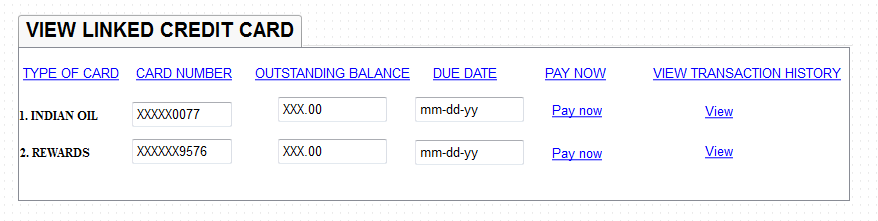 VIEW LINKED CREDIT CARD
TYPE OF CARD CARD NUMBER OUTSTANDING BALANCE DUE DATE PAY NOW VIEW TRANSACTION HISTORY
1. INDIAN OIL XXXXX0077 XXX.00 mm-dd-yy Pay now View
2. REWARDS XXXXXX9576 XXX.00 mm-dd-yy Pay now View